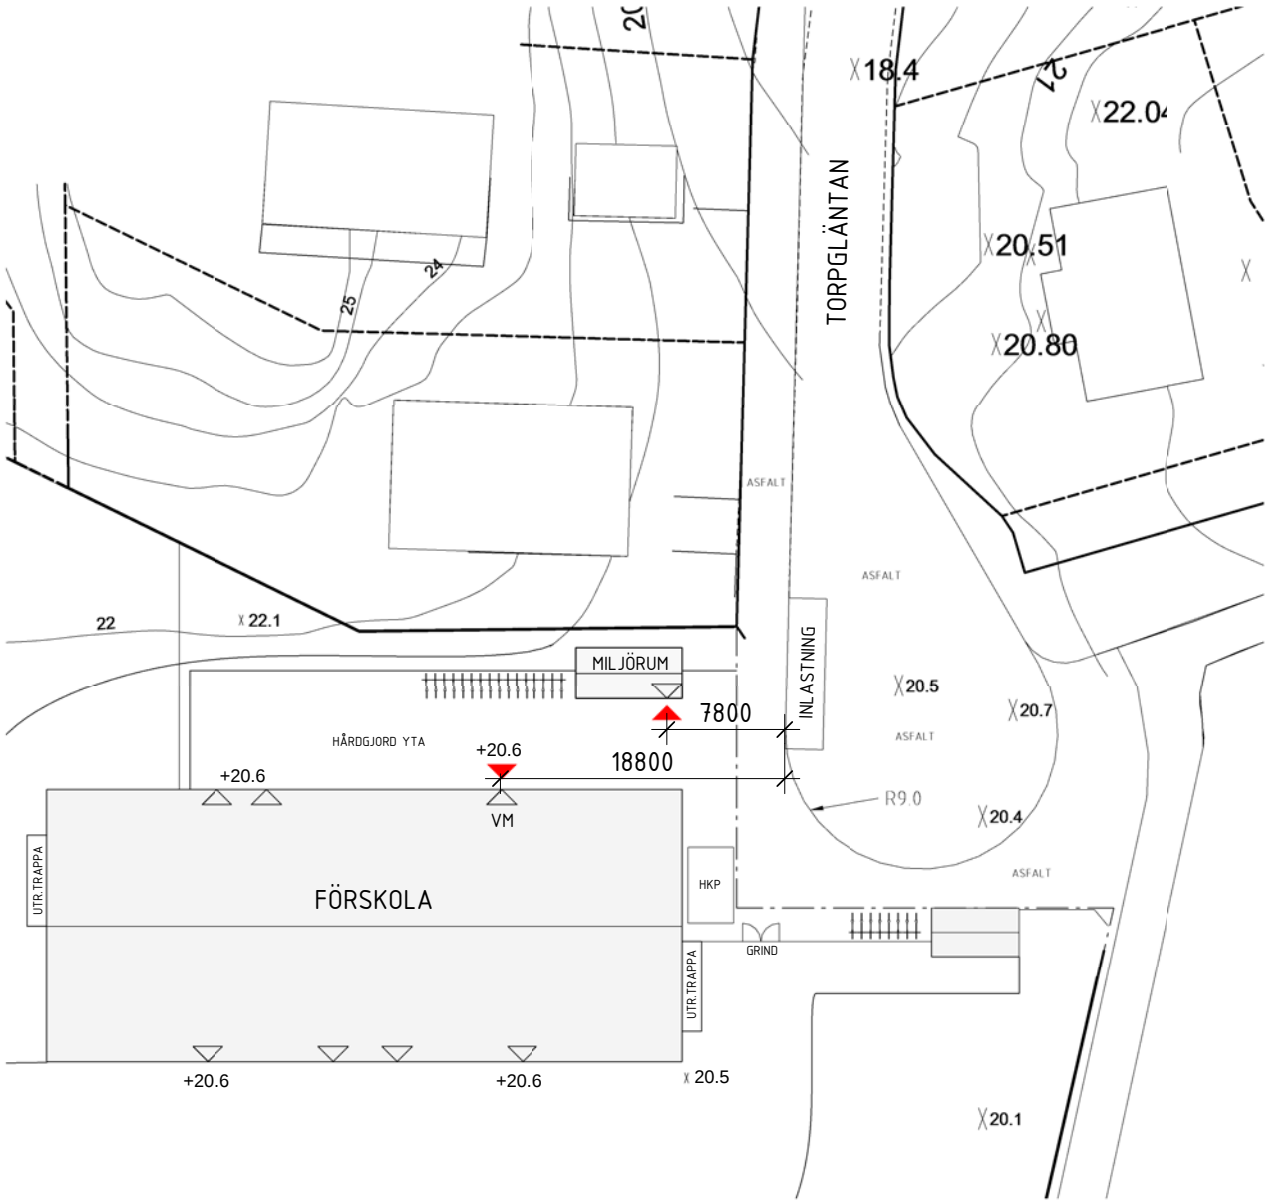 20
18.4
21
22.04
TORPGLÄNTAN
20.51
24
25
20.80
ASFALT
ASFALT
22
22.1
INLASTNING
MILJÖRUM
20.5
20.7
7800
HÅRDGJORD YTA
+20.6
ASFALT
18800
+20.6
R9.0
VM
20.4
UTR.TRAPPA
FÖRSKOLA
HKP
ASFALT
GRIND
UTR.TRAPPA
+20.6
+20.6
20.5
20.1